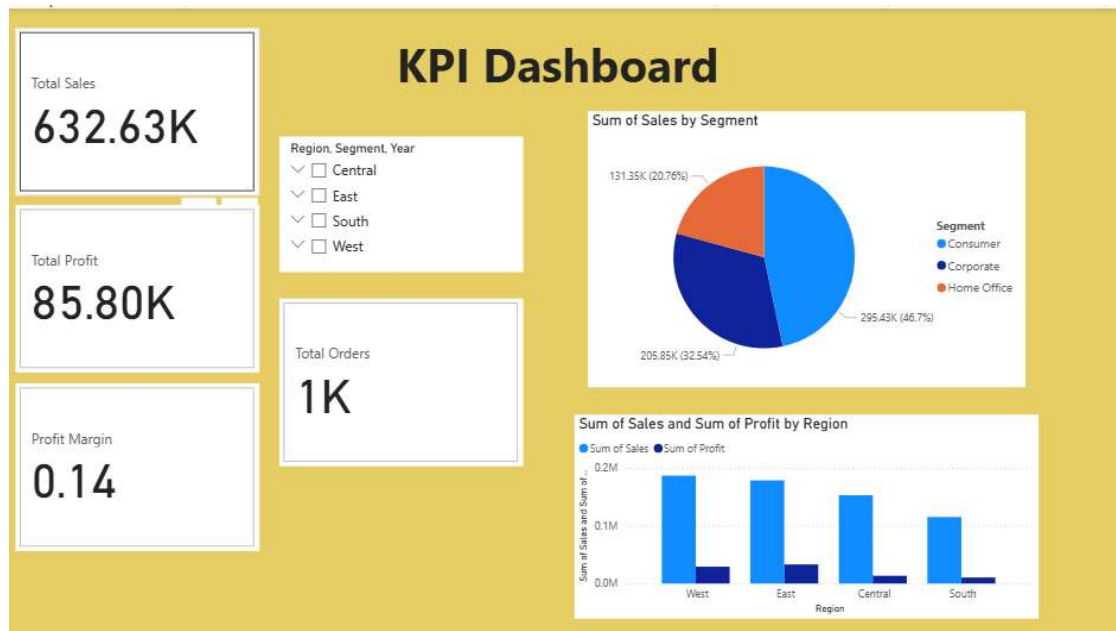 KPI Dashboard
Total Sales
632.63K
Total Profit
85.80K
Profit Margin
0.14
Region, Segment, Year
Central
East
South
West
Total Orders
1K
Sum of Sales by Segment
131.35K (20.76%)
295.43K (46.7%)
205.85K (32.54%)
Segment
Consumer
Corporate
Home Office
Sum of Sales and Sum of Profit by Region
Sum of Sales Sum of Profit
Sum of Sales and Sum of ...
0.2M
0.1M
0.0M
West East Central South
Region